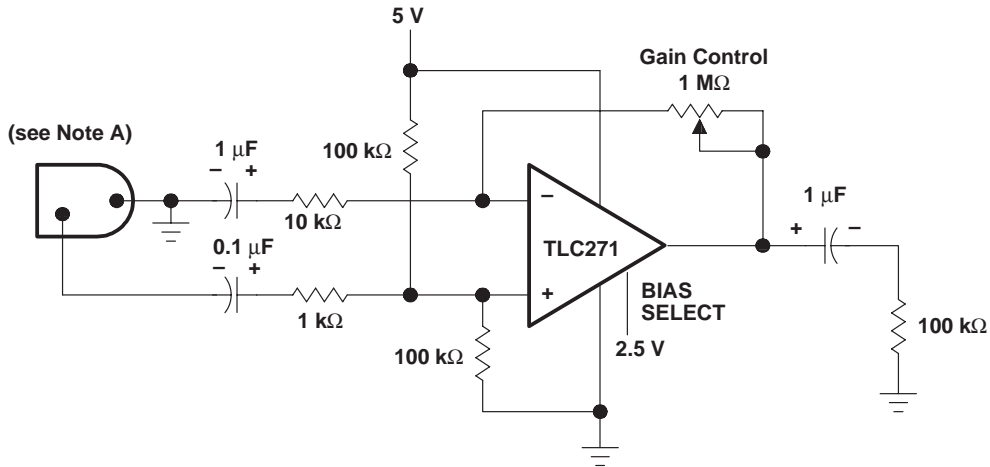 5 V
Gain Control
1 MΩ
(see Note A)
1 μF
− +
100 kΩ
10 kΩ
−
TLC271
1 μF
+ −
0.1 μF
− +
1 kΩ
+
BIAS
SELECT
2.5 V
100 kΩ
100 kΩ